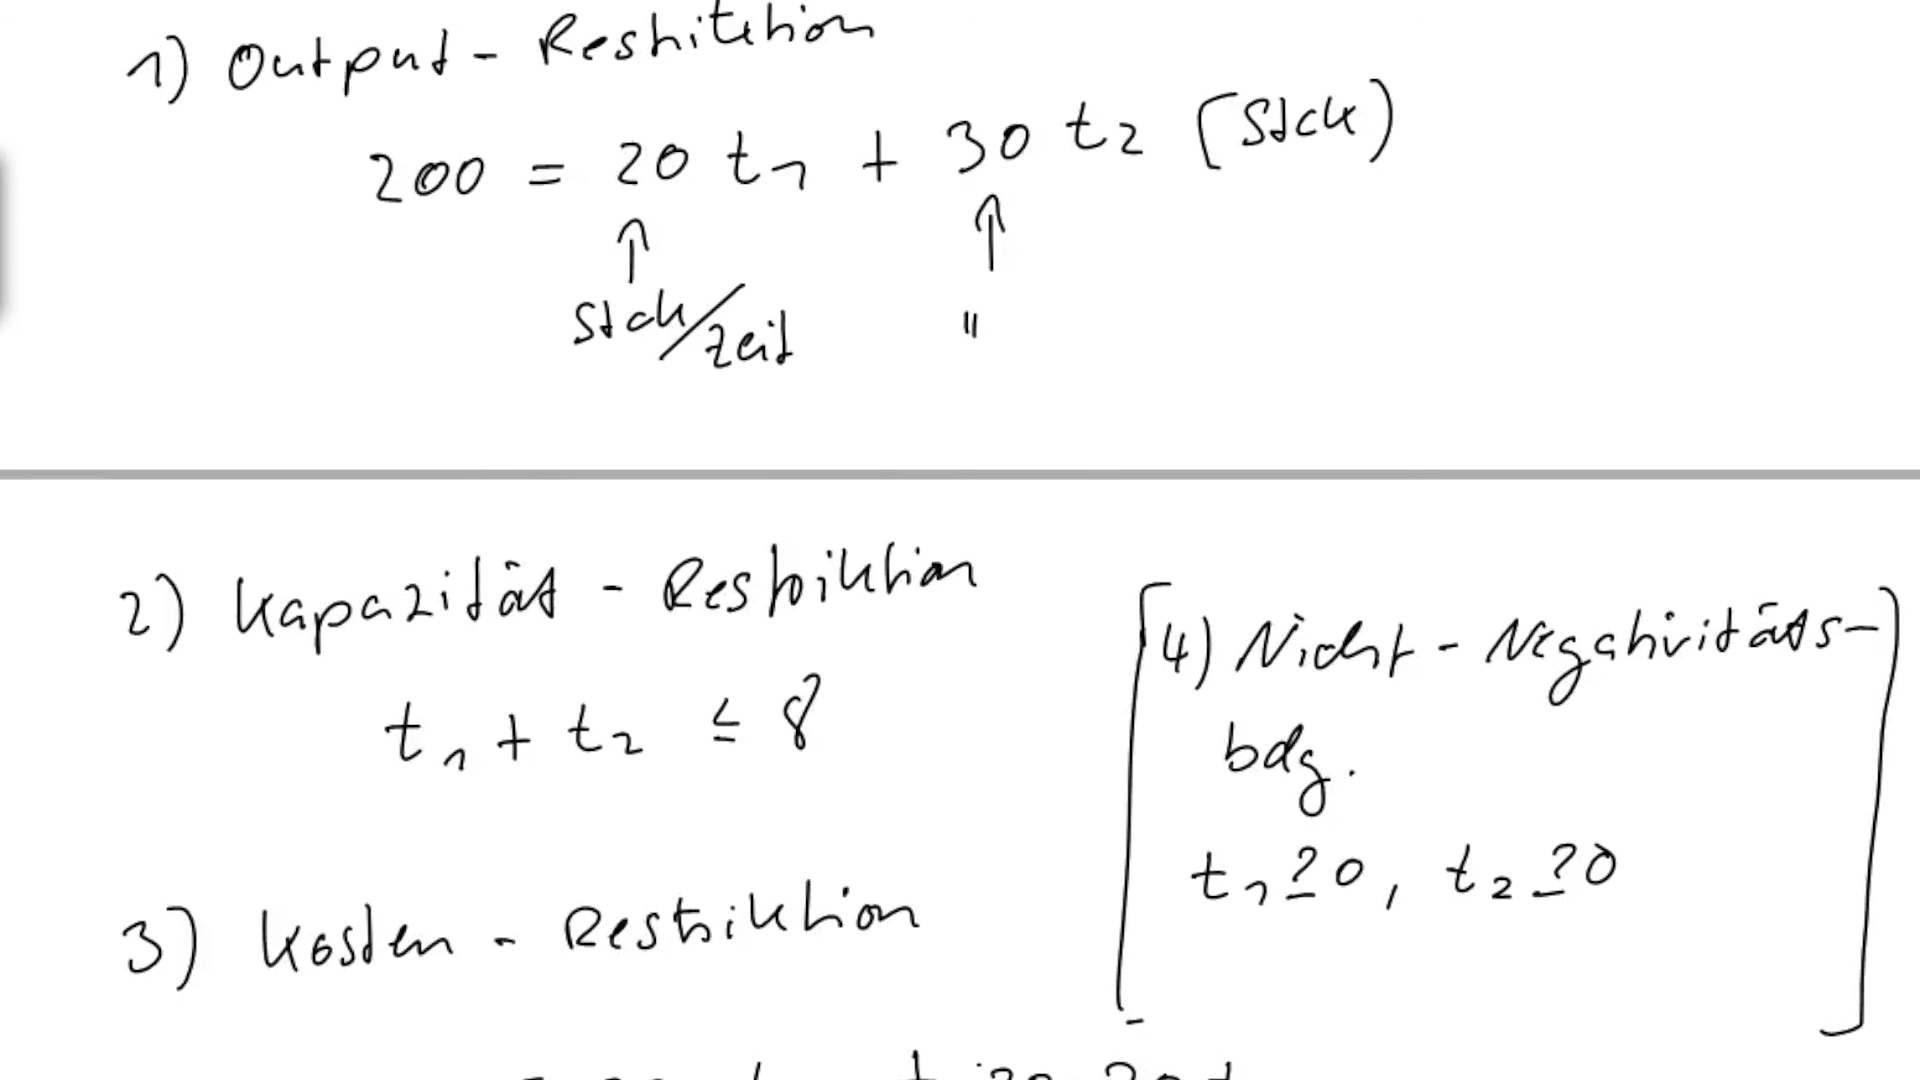 1) Output - Restriktion
200 = 20 t1 + 30 t2 [Stck]
↑ ↑
Stck/Zeit "
2) Kapazität - Restriktion
t1 + t2 ≤ 8
3) Kosten - Restriktion
[4) Nicht - Negativitäts-]
bdg.
t1 ≥ 0, t2 ≥ 0